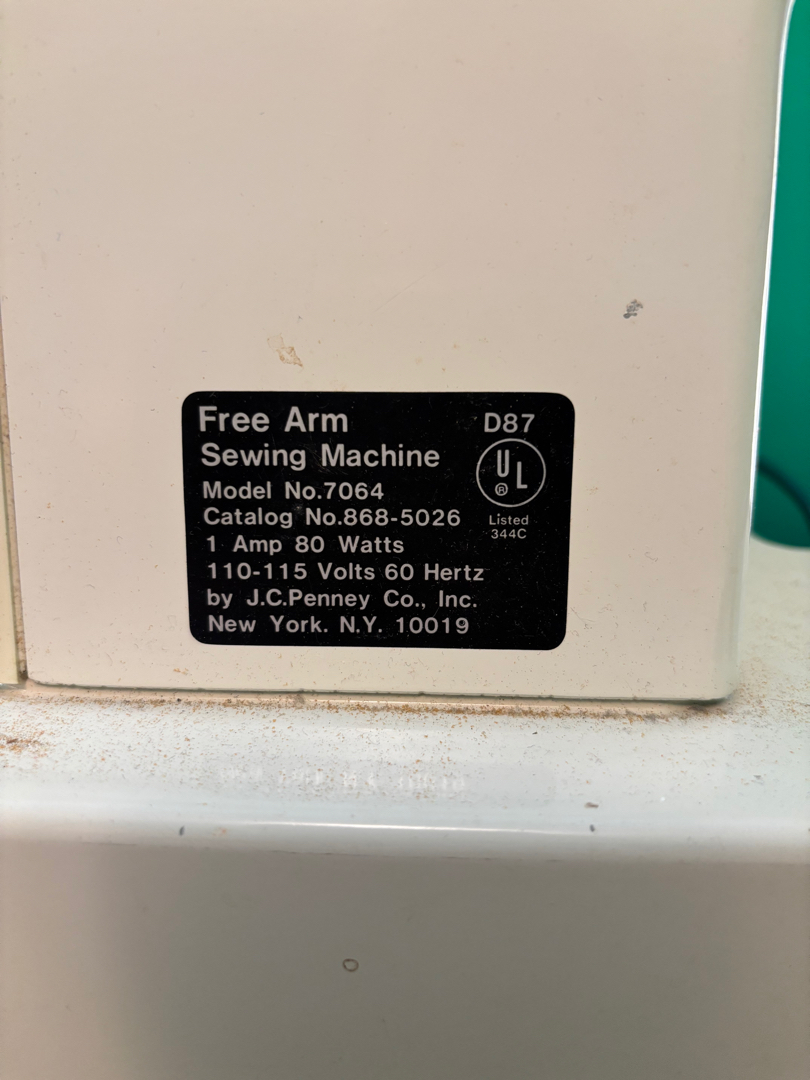 Free Arm
D87
Sewing Machine
UL
®
Model No.7064
Catalog No.868-5026
Listed
344C
1 Amp 80 Watts
110-115 Volts 60 Hertz
by J.C.Penney Co., Inc.
New York. N.Y. 10019